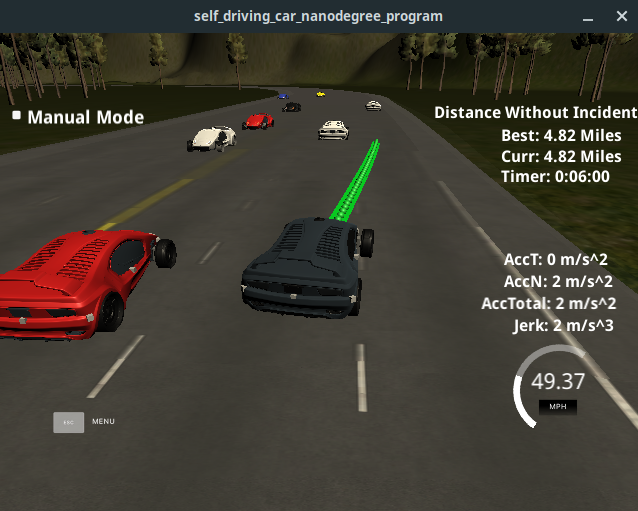 self_driving_car_nanodegree_program
Manual Mode
Distance Without Incident
Best: 4.82 Miles
Curr: 4.82 Miles
Timer: 0:06:00
AccT: 0 m/s^2
AccN: 2 m/s^2
AccTotal: 2 m/s^2
Jerk: 2 m/s^3
49.37
MPH
ESC MENU